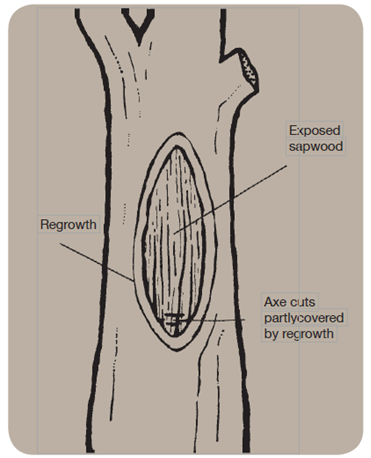 Exposed
sapwood
Regrowth
Axe cuts
partlycovered
by regrowth